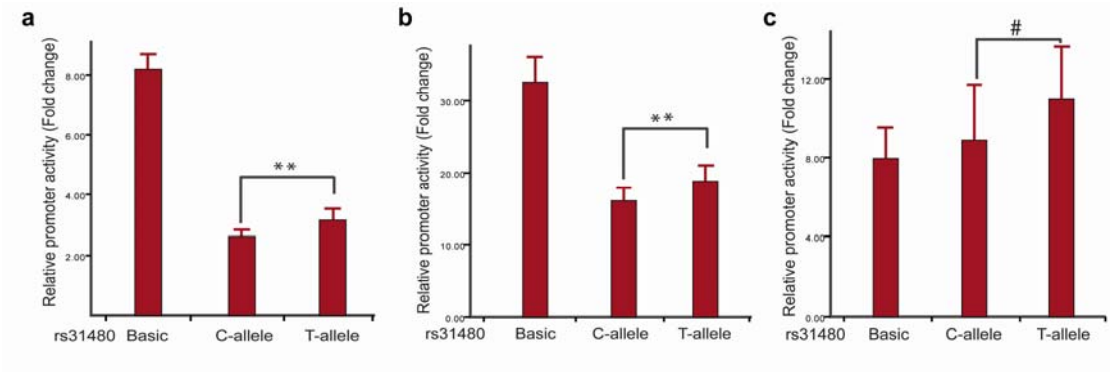 a
Relative promoter activity (Fold change)
8.00
6.00
4.00
2.00
**
rs31480 Basic C-allele T-allele
b
Relative promoter activity (Fold change)
30.00
20.00
10.00
0.00
**
rs31480 Basic C-allele T-allele
c
Relative promoter activity (Fold change)
12.00
8.00
4.00
0.00
#
rs31480 Basic C-allele T-allele